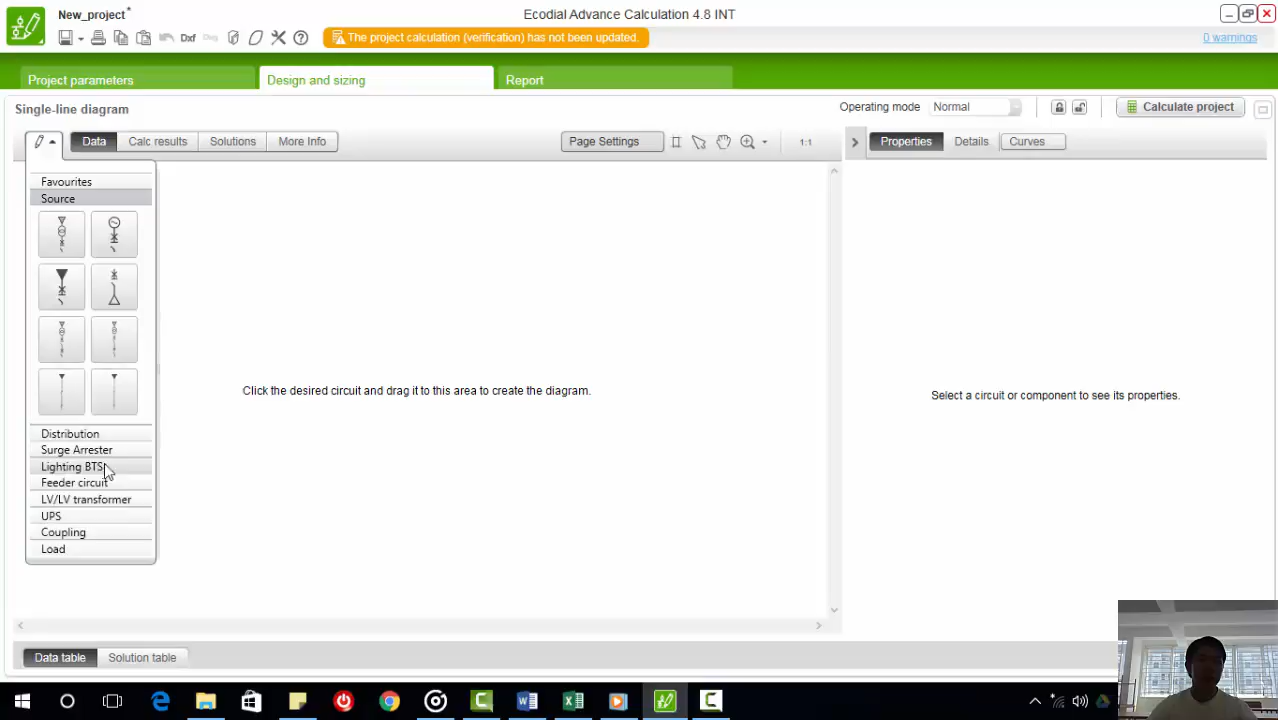 New_project*
Ecodial Advance Calculation 4.8 INT
Dxf
The project calculation (verification) has not been updated.
0 warnings
Project parameters
Design and sizing
Report
Single-line diagram
Operating mode
Normal
Calculate project
Data
Calc results
Solutions
More Info
Page Settings
1:1
Properties
Details
Curves
Favourites
Source
Click the desired circuit and drag it to this area to create the diagram.
Select a circuit or component to see its properties.
Distribution
Surge Arrester
Lighting BTS
Feeder circuit
LV/LV transformer
UPS
Coupling
Load
Data table
Solution table